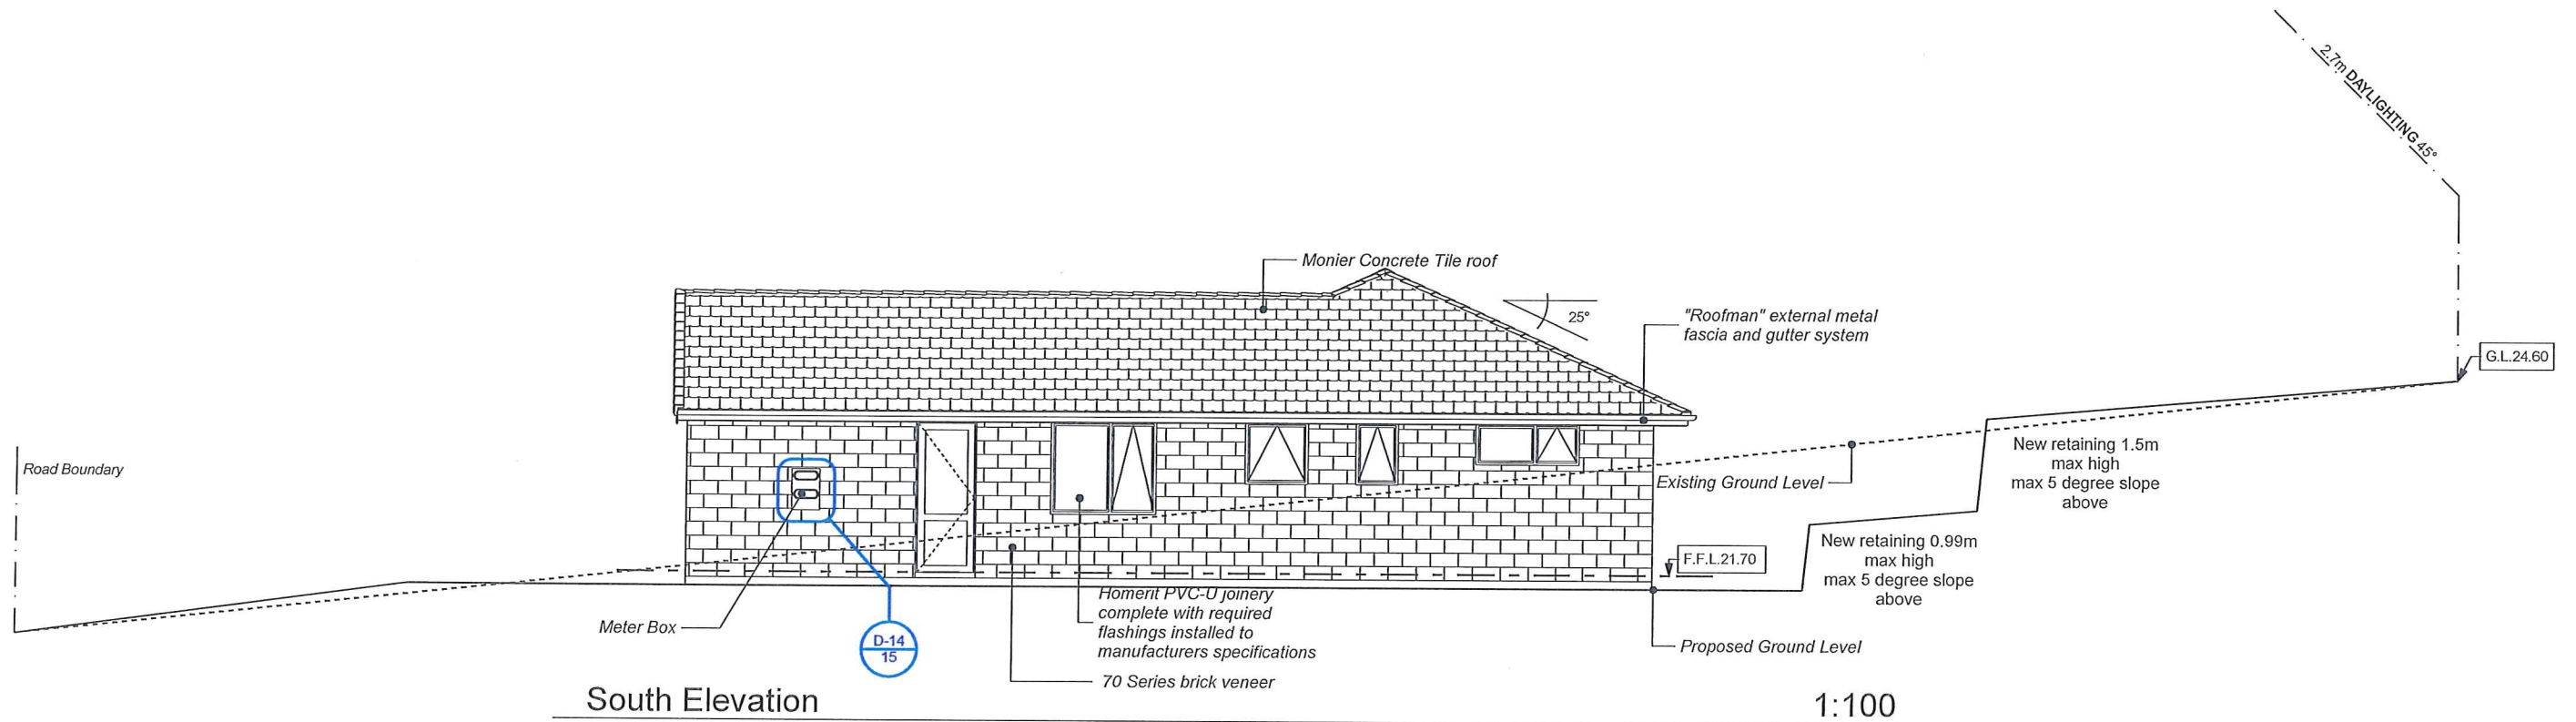 2.7m DAYLIGHTING 45°
Monier Concrete Tile roof
25°
"Roofman" external metal
fascia and gutter system
G.L.24.60
Road Boundary
New retaining 1.5m
max high
max 5 degree slope
above
Existing Ground Level
New retaining 0.99m
max high
max 5 degree slope
above
F.F.L.21.70
Homerit PVC-U joinery
complete with required
flashings installed to
manufacturers specifications
Meter Box
D-14
15
Proposed Ground Level
70 Series brick veneer
South Elevation
1:100